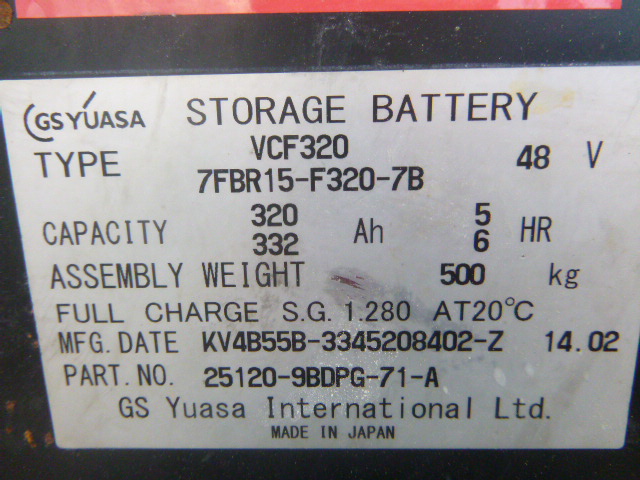 GS YUASA STORAGE BATTERY
TYPE VCF320 48 V
7FBR15-F320-7B
CAPACITY 320 Ah 5 HR
332 6
ASSEMBLY WEIGHT 500 kg
FULL CHARGE S.G. 1.280 AT20°C
MFG. DATE KV4B55B-3345208402-Z 14.02
PART. NO. 25120-9BDPG-71-A
GS Yuasa International Ltd.
MADE IN JAPAN